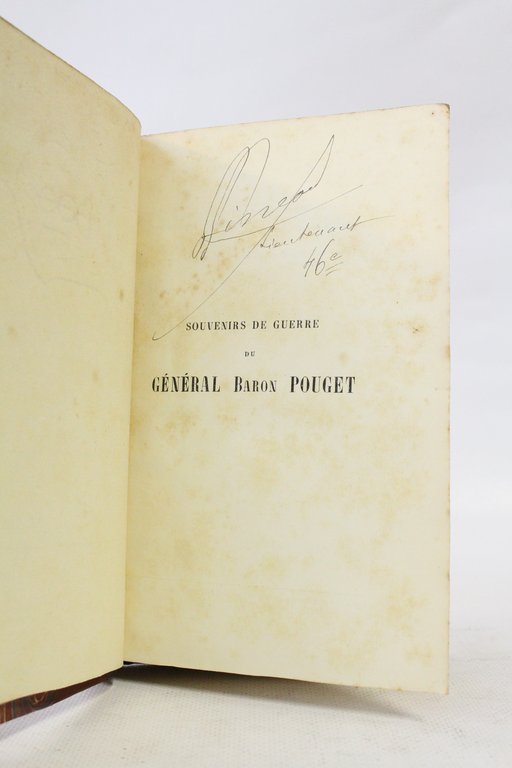 Lieutenant
46e
SOUVENIRS DE GUERRE
DU
GÉNÉRAL BARON POUGET